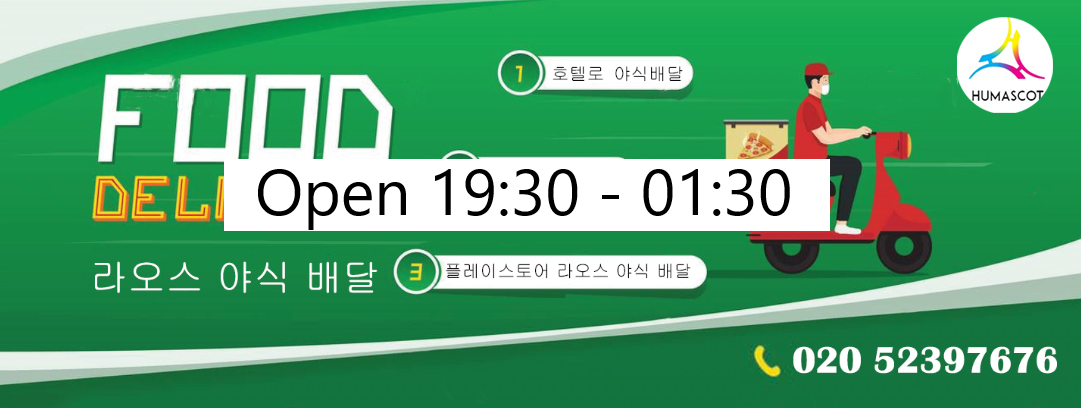 FOOD
1 호텔로 야식배달
HUMASCOT
Open 19:30 - 01:30
라오스 야식 배달
3 플레이스토어 라오스 야식 배달
020 52397676